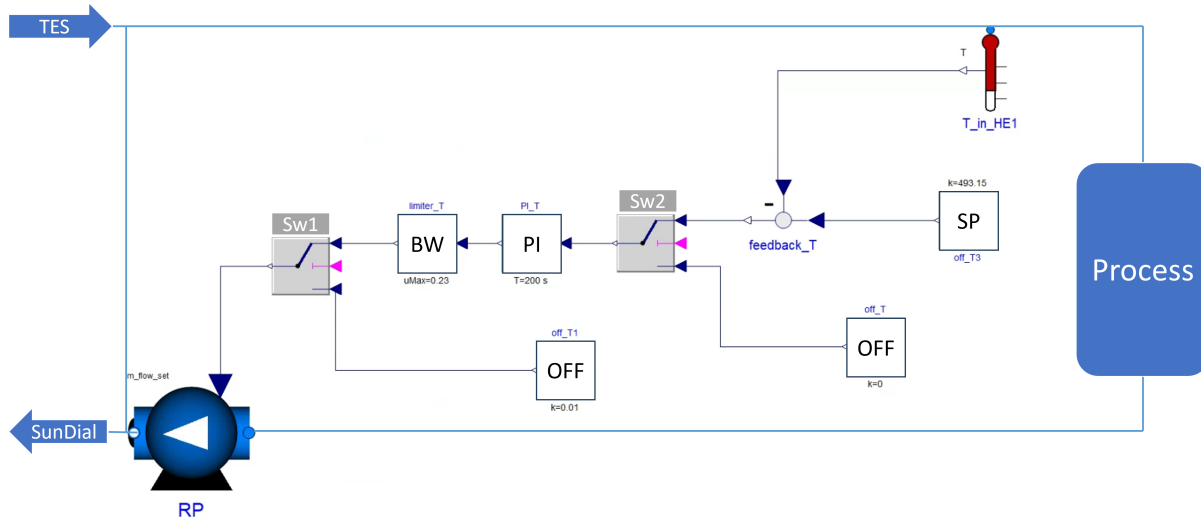 TES
T
T_in_HE1
k=493.15
SP
off_T3
Process
Sw2
feedback_T
limiter_T
PI_T
Sw1
BW
PI
uMax=0.23
T=200 s
off_T
OFF
k=0
off_T1
OFF
k=0.01
m_flow_set
SunDial
RP